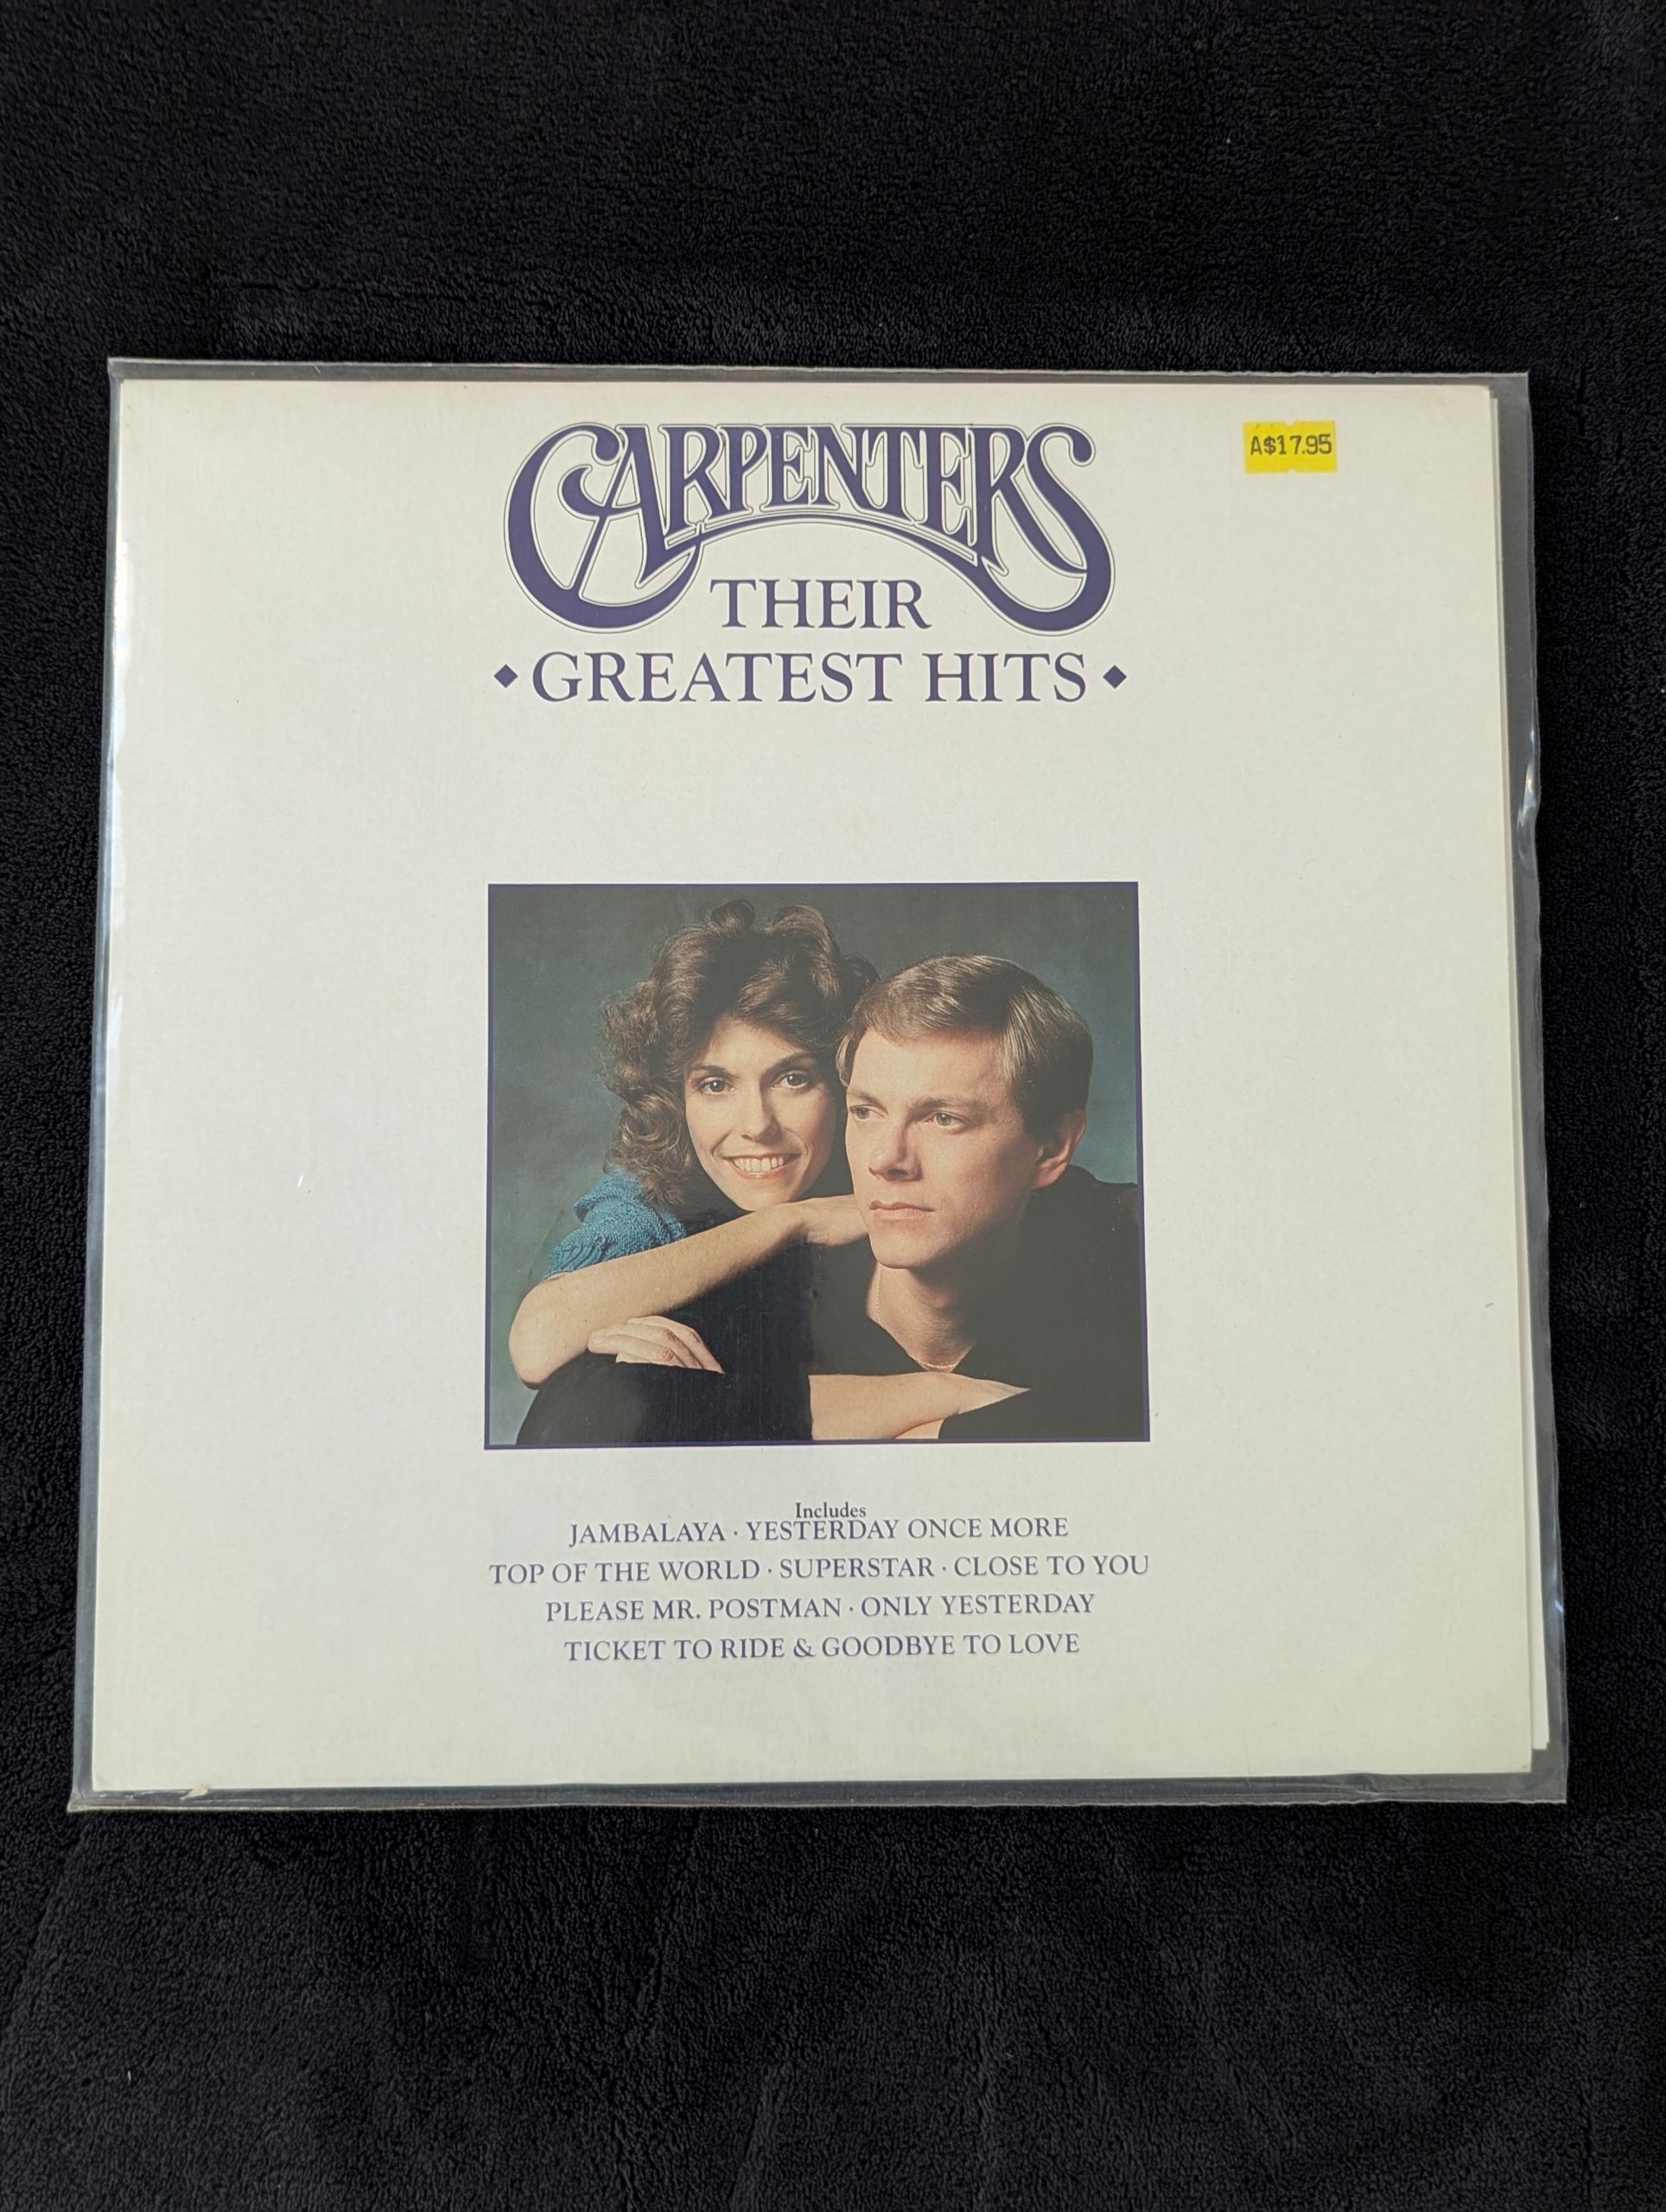 CARPENTERS
A$17.95
THEIR
◆ GREATEST HITS ◆
Includes
JAMBALAYA · YESTERDAY ONCE MORE
TOP OF THE WORLD · SUPERSTAR · CLOSE TO YOU
PLEASE MR. POSTMAN · ONLY YESTERDAY
TICKET TO RIDE & GOODBYE TO LOVE